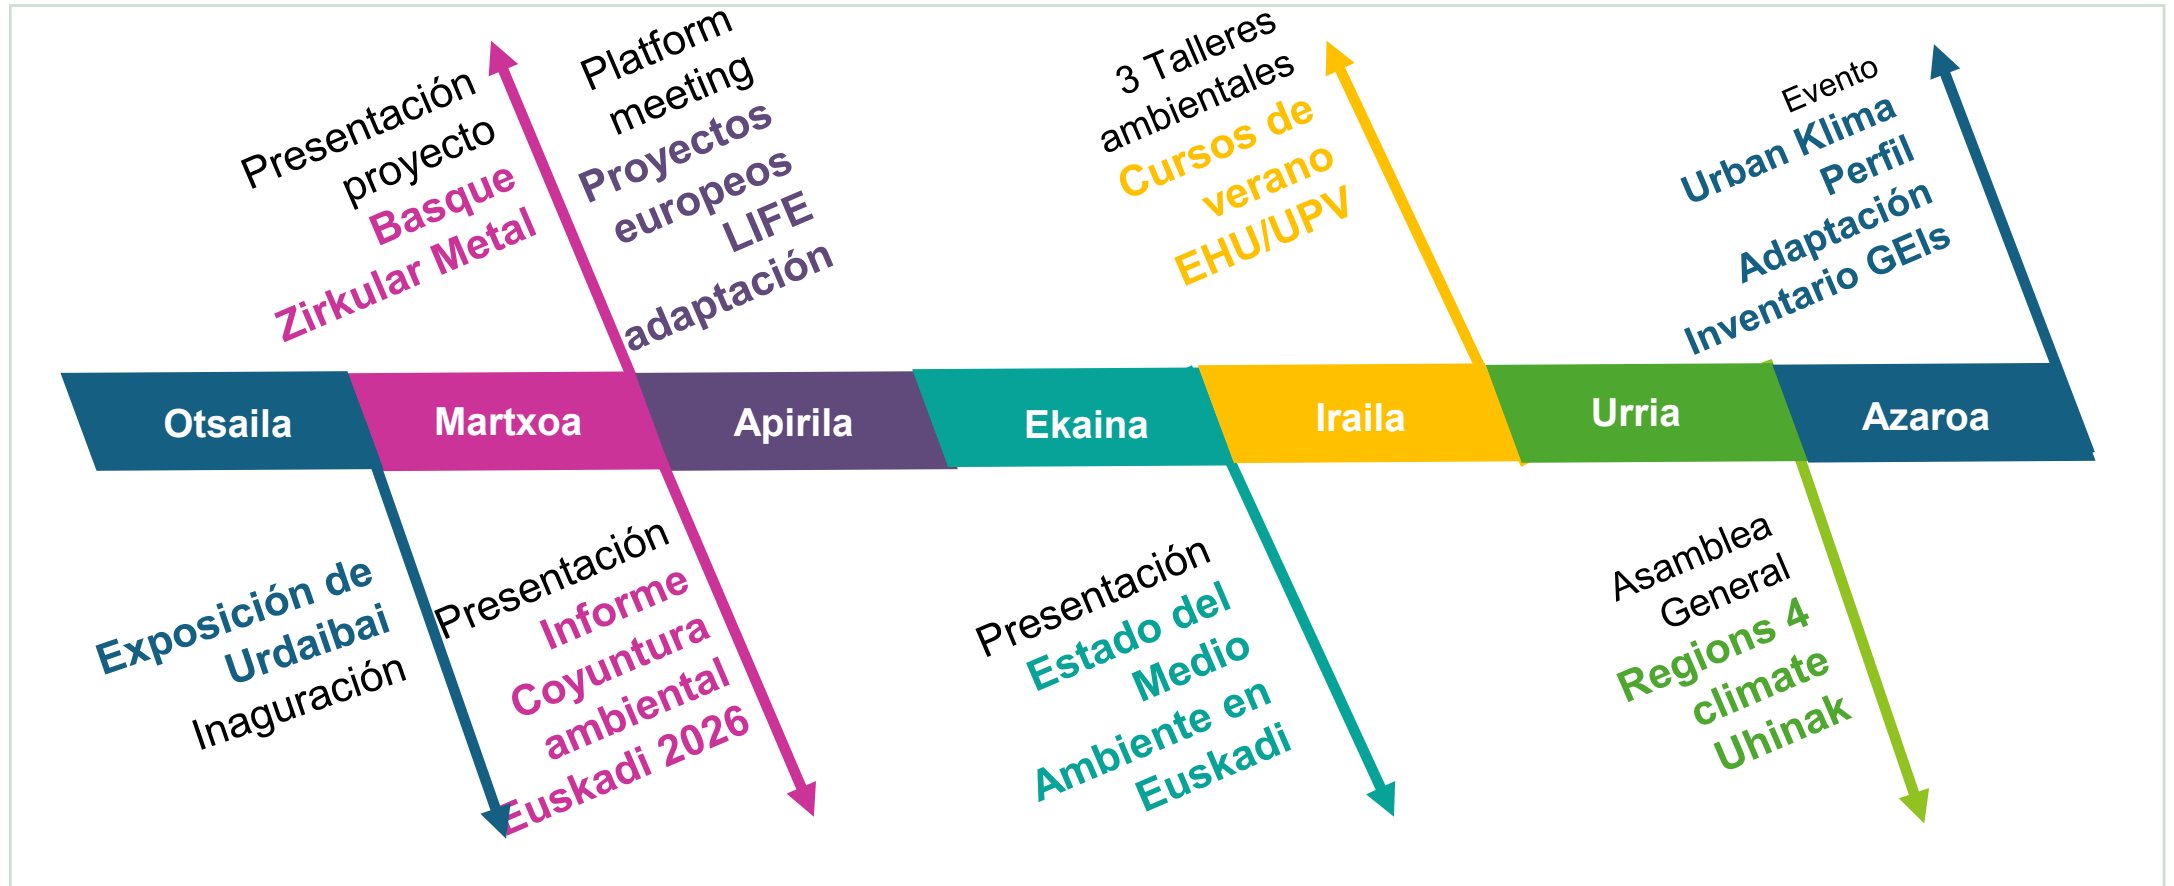 Presentación
proyecto
Basque
Zirkular Metal
Platform
meeting
Proyectos
europeos
LIFE
adaptación
3 Talleres
ambientales
Cursos de
verano
EHU/UPV
Evento
Urban Klima
Perfil
Adaptación
Inventario GEIs
Otsaila
Martxoa
Apirila
Ekaina
Iraila
Urria
Azaroa
Exposición de
Urdaibai
Inaguración
Presentación
Informe
Coyuntura
ambiental
Euskadi 2026
Presentación
Estado del
Medio
Ambiente en
Euskadi
Asamblea
General
Regions 4
climate
Uhinak